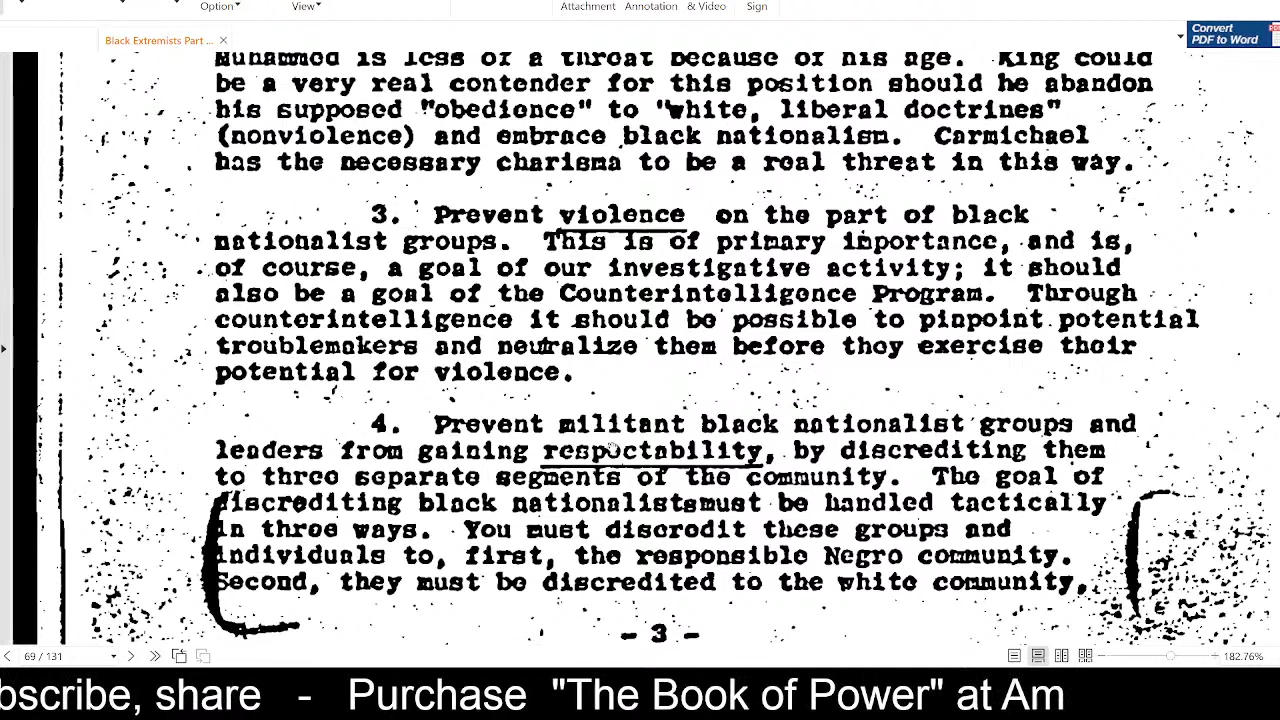 Option
View
Attachment Annotation & Video Sign
Black Extremists Part ...
Convert
PDF to Word
Muhammed is less of a threat because of his age. King could
be a very real contender for this position should he abandon
his supposed "obedience" to "white, liberal doctrines"
(nonviolence) and embrace black nationalism. Carmichael
has the necessary charisma to be a real threat in this way.
3. Prevent violence on the part of black
nationalist groups. This is of primary importance, and is,
of course, a goal of our investigative activity; it should
also be a goal of the Counterintelligence Program. Through
counterintelligence it should be possible to pinpoint potential
troublemakers and neutralize them before they exercise their
potential for violence.
4. Prevent militant black nationalist groups and
leaders from gaining respectability, by discrediting them
to three separate segments of the community. The goal of
discrediting black nationalists must be handled tactically
in three ways. You must discredit these groups and
individuals to, first, the responsible Negro community.
Second, they must be discredited to the white community,
- 3 -
69 / 131
182.76%
bscribe, share - Purchase "The Book of Power" at Am